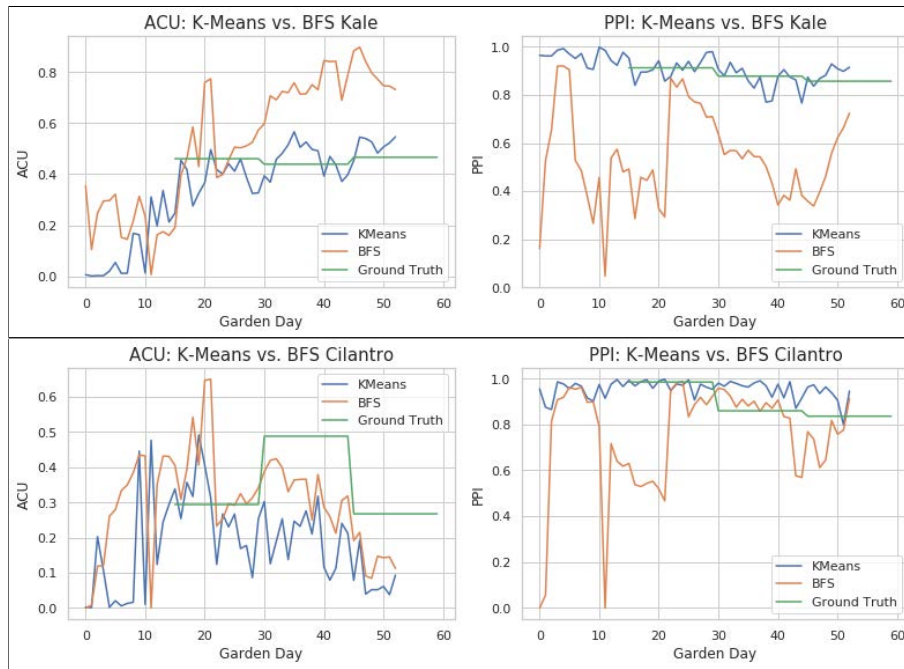 ACU: K-Means vs. BFS Kale
ACU
0.8
0.6
0.4
0.2
0.0
KMeans
BFS
Ground Truth
0 10 20 30 40 50 60
Garden Day
PPI: K-Means vs. BFS Kale
PPI
1.0
0.8
0.6
0.4
0.2
0.0
KMeans
BFS
Ground Truth
0 10 20 30 40 50 60
Garden Day
ACU: K-Means vs. BFS Cilantro
ACU
0.6
0.5
0.4
0.3
0.2
0.1
0.0
KMeans
BFS
Ground Truth
0 10 20 30 40 50 60
Garden Day
PPI: K-Means vs. BFS Cilantro
PPI
1.0
0.8
0.6
0.4
0.2
0.0
KMeans
BFS
Ground Truth
0 10 20 30 40 50 60
Garden Day